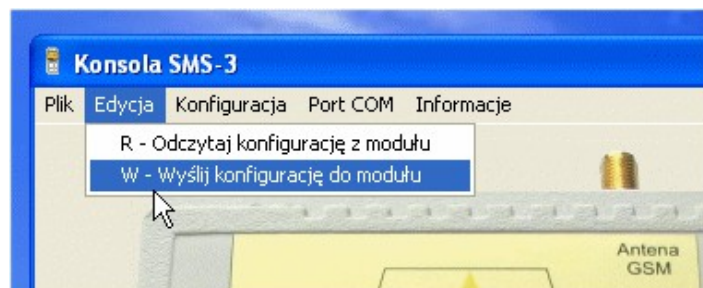 Konsola SMS-3
Plik Edycja Konfiguracja Port COM Informacje
R - Odczytaj konfigurację z modułu
W - Wyślij konfigurację do modułu
Antena
GSM